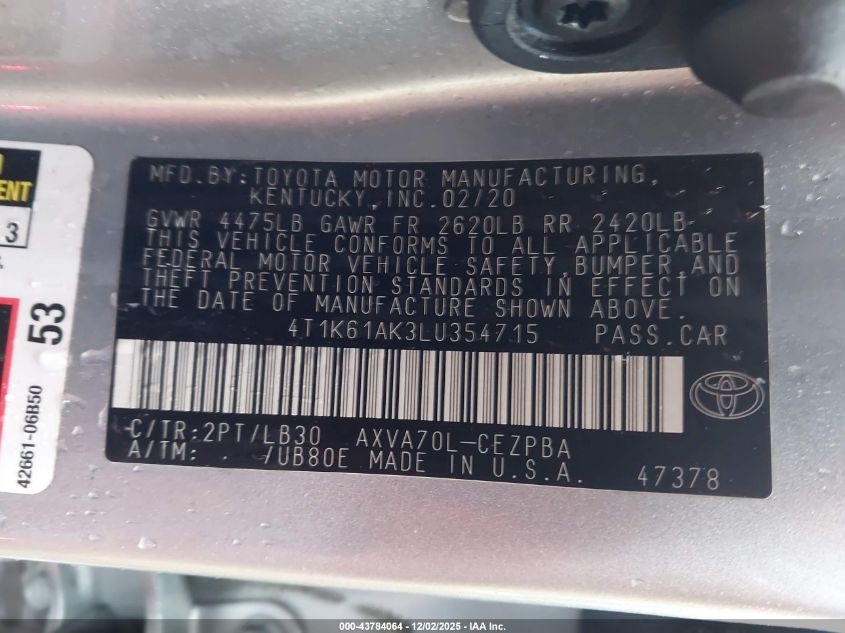 MENT
3
53
42661-06B50
MFD.BY:TOYOTA MOTOR MANUFACTURING,
KENTUCKY,INC.02/20
GVWR 4475LB GAWR FR 2620LB RR 2420LB
THIS VEHICLE CONFORMS TO ALL APPLICABLE
FEDERAL MOTOR VEHICLE SAFETY,BUMPER,AND
THEFT PREVENTION STANDARDS IN EFFECT ON
THE DATE OF MANUFACTURE SHOWN ABOVE.
4T1K61AK3LU354715 PASS.CAR
C/TR:2PT/LB30 AXVA70L-CEZPBA
A/TM: . /UB80E MADE IN U.S.A.
47378
000-43784064 - 12/02/2025 - IAA Inc.